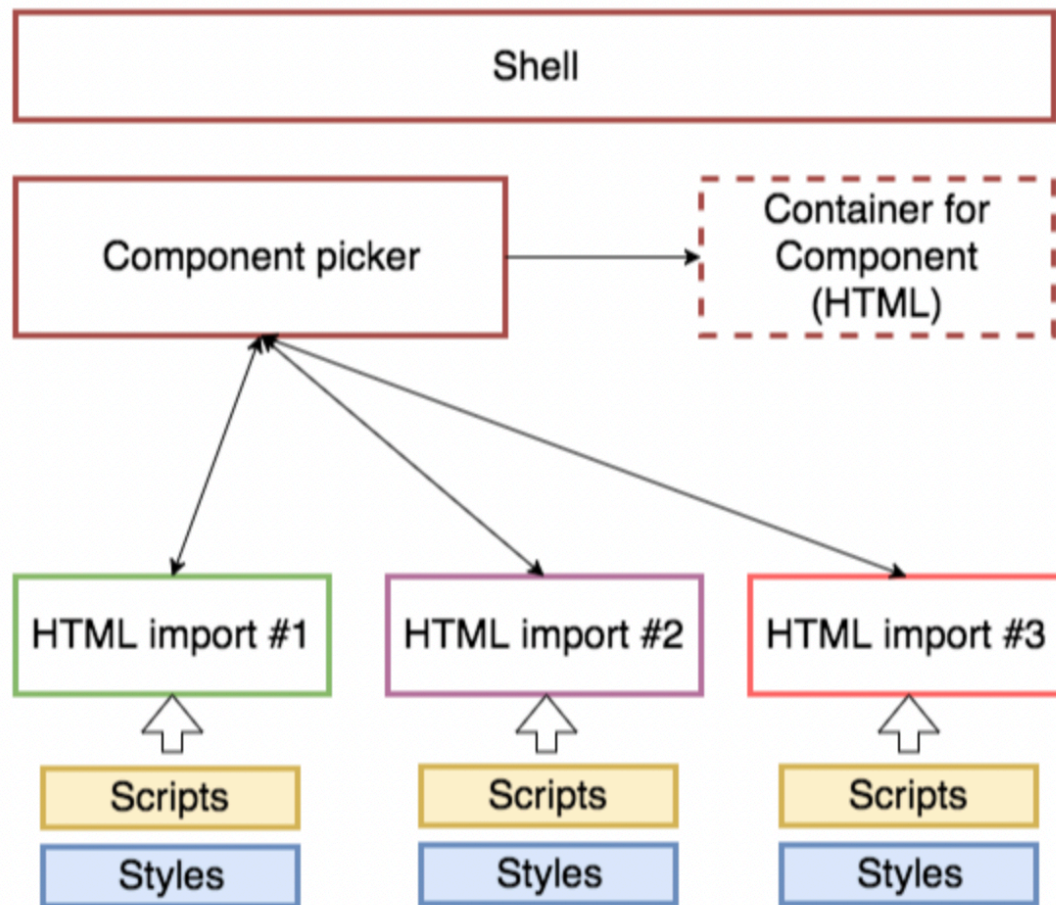 Shell
Component picker
Container for
Component
(HTML)
HTML import #1
HTML import #2
HTML import #3
Scripts
Scripts
Scripts
Styles
Styles
Styles